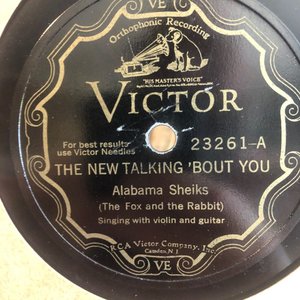 VE
Orthophonic Recording
"HIS MASTER'S VOICE"
VICTOR
For best results
use Victor Needles
23261-A
THE NEW TALKING 'BOUT YOU
Alabama Sheiks
(The Fox and the Rabbit)
Singing with violin and guitar
RCA Victor Company, Inc.
Camden, N.J.
VE